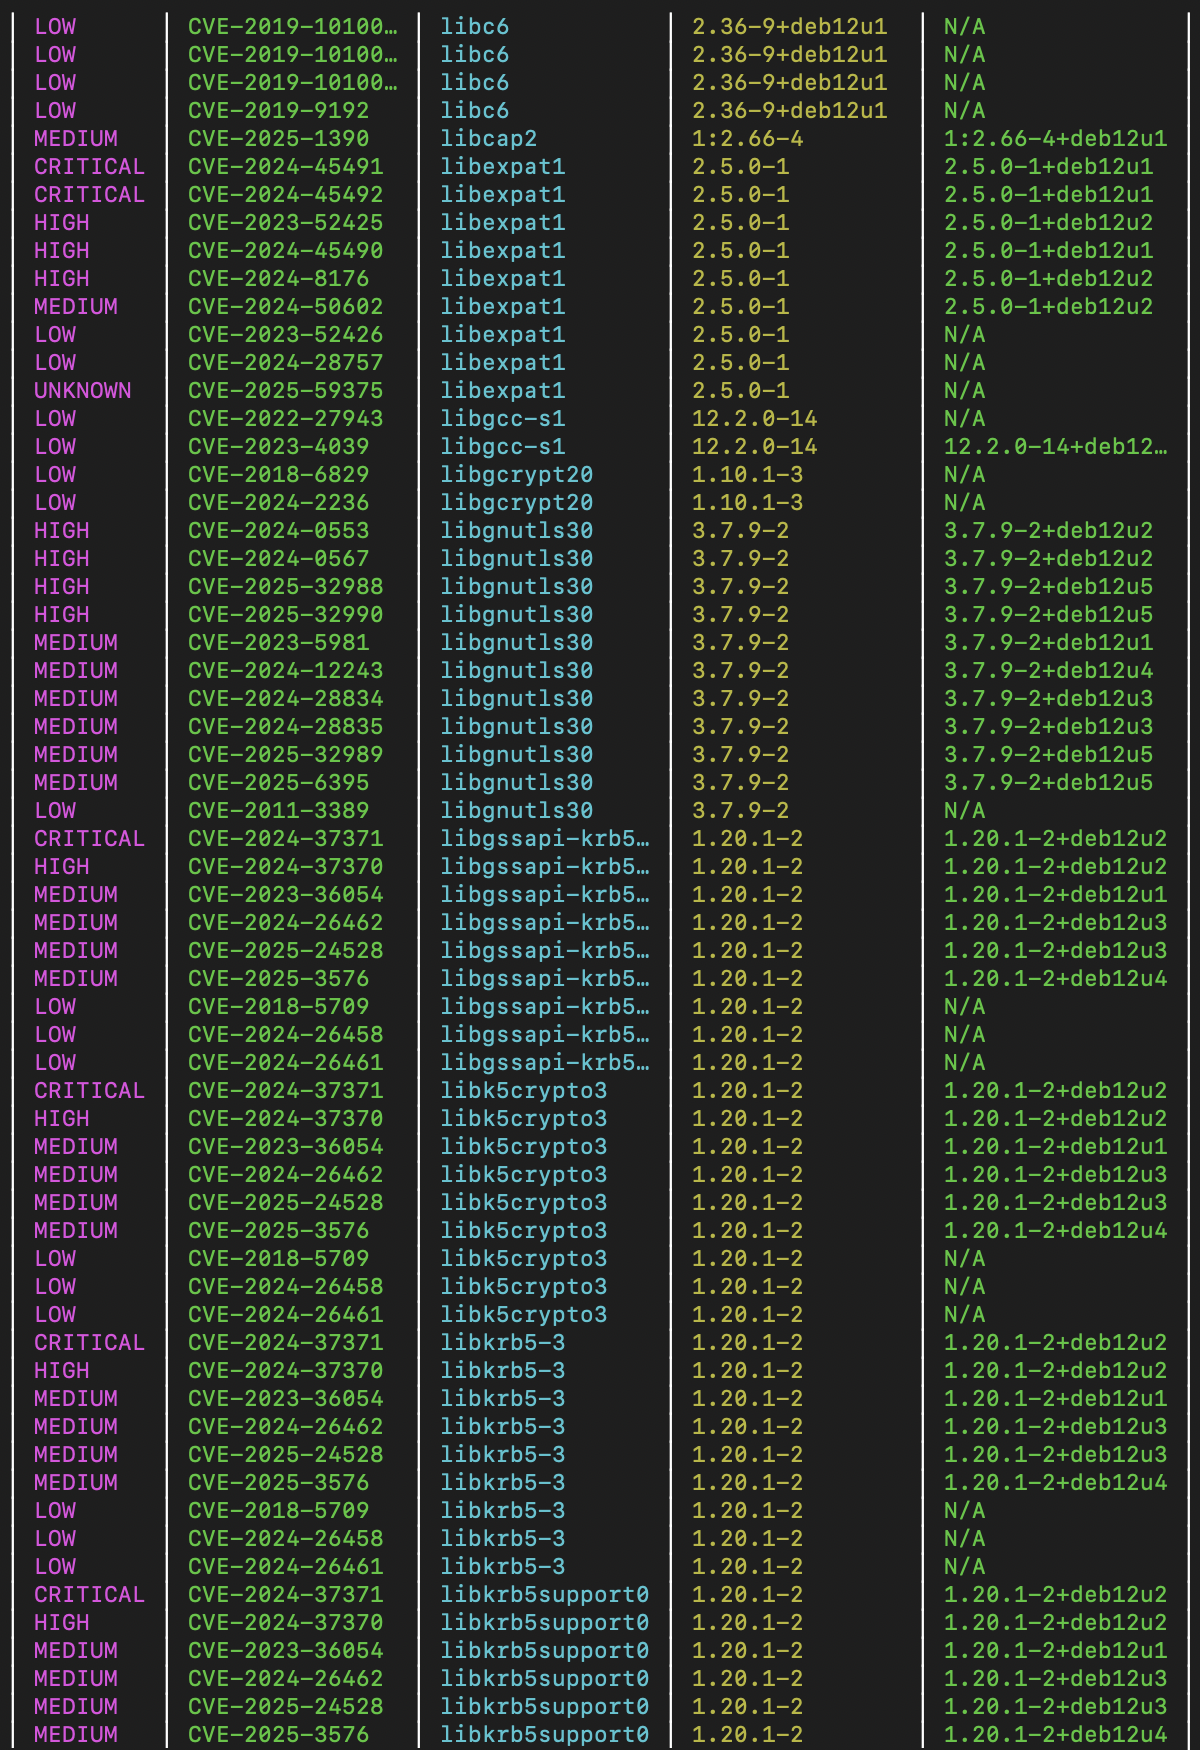 LOW CVE-2019-10100… libc6 2.36-9+deb12u1 N/A
LOW CVE-2019-10100… libc6 2.36-9+deb12u1 N/A
LOW CVE-2019-10100… libc6 2.36-9+deb12u1 N/A
LOW CVE-2019-9192 libc6 2.36-9+deb12u1 N/A
MEDIUM CVE-2025-1390 libcap2 1:2.66-4 1:2.66-4+deb12u1
CRITICAL CVE-2024-45491 libexpat1 2.5.0-1 2.5.0-1+deb12u1
CRITICAL CVE-2024-45492 libexpat1 2.5.0-1 2.5.0-1+deb12u1
HIGH CVE-2023-52425 libexpat1 2.5.0-1 2.5.0-1+deb12u2
HIGH CVE-2024-45490 libexpat1 2.5.0-1 2.5.0-1+deb12u1
HIGH CVE-2024-8176 libexpat1 2.5.0-1 2.5.0-1+deb12u2
MEDIUM CVE-2024-50602 libexpat1 2.5.0-1 2.5.0-1+deb12u2
LOW CVE-2023-52426 libexpat1 2.5.0-1 N/A
LOW CVE-2024-28757 libexpat1 2.5.0-1 N/A
UNKNOWN CVE-2025-59375 libexpat1 2.5.0-1 N/A
LOW CVE-2022-27943 libgcc-s1 12.2.0-14 N/A
LOW CVE-2023-4039 libgcc-s1 12.2.0-14 12.2.0-14+deb12…
LOW CVE-2018-6829 libgcrypt20 1.10.1-3 N/A
LOW CVE-2024-2236 libgcrypt20 1.10.1-3 N/A
HIGH CVE-2024-0553 libgnutls30 3.7.9-2 3.7.9-2+deb12u2
HIGH CVE-2024-0567 libgnutls30 3.7.9-2 3.7.9-2+deb12u2
HIGH CVE-2025-32988 libgnutls30 3.7.9-2 3.7.9-2+deb12u5
HIGH CVE-2025-32990 libgnutls30 3.7.9-2 3.7.9-2+deb12u5
MEDIUM CVE-2023-5981 libgnutls30 3.7.9-2 3.7.9-2+deb12u1
MEDIUM CVE-2024-12243 libgnutls30 3.7.9-2 3.7.9-2+deb12u4
MEDIUM CVE-2024-28834 libgnutls30 3.7.9-2 3.7.9-2+deb12u3
MEDIUM CVE-2024-28835 libgnutls30 3.7.9-2 3.7.9-2+deb12u3
MEDIUM CVE-2025-32989 libgnutls30 3.7.9-2 3.7.9-2+deb12u5
MEDIUM CVE-2025-6395 libgnutls30 3.7.9-2 3.7.9-2+deb12u5
LOW CVE-2011-3389 libgnutls30 3.7.9-2 N/A
CRITICAL CVE-2024-37371 libgssapi-krb5… 1.20.1-2 1.20.1-2+deb12u2
HIGH CVE-2024-37370 libgssapi-krb5… 1.20.1-2 1.20.1-2+deb12u2
MEDIUM CVE-2023-36054 libgssapi-krb5… 1.20.1-2 1.20.1-2+deb12u1
MEDIUM CVE-2024-26462 libgssapi-krb5… 1.20.1-2 1.20.1-2+deb12u3
MEDIUM CVE-2025-24528 libgssapi-krb5… 1.20.1-2 1.20.1-2+deb12u3
MEDIUM CVE-2025-3576 libgssapi-krb5… 1.20.1-2 1.20.1-2+deb12u4
LOW CVE-2018-5709 libgssapi-krb5… 1.20.1-2 N/A
LOW CVE-2024-26458 libgssapi-krb5… 1.20.1-2 N/A
LOW CVE-2024-26461 libgssapi-krb5… 1.20.1-2 N/A
CRITICAL CVE-2024-37371 libk5crypto3 1.20.1-2 1.20.1-2+deb12u2
HIGH CVE-2024-37370 libk5crypto3 1.20.1-2 1.20.1-2+deb12u2
MEDIUM CVE-2023-36054 libk5crypto3 1.20.1-2 1.20.1-2+deb12u1
MEDIUM CVE-2024-26462 libk5crypto3 1.20.1-2 1.20.1-2+deb12u3
MEDIUM CVE-2025-24528 libk5crypto3 1.20.1-2 1.20.1-2+deb12u3
MEDIUM CVE-2025-3576 libk5crypto3 1.20.1-2 1.20.1-2+deb12u4
LOW CVE-2018-5709 libk5crypto3 1.20.1-2 N/A
LOW CVE-2024-26458 libk5crypto3 1.20.1-2 N/A
LOW CVE-2024-26461 libk5crypto3 1.20.1-2 N/A
CRITICAL CVE-2024-37371 libkrb5-3 1.20.1-2 1.20.1-2+deb12u2
HIGH CVE-2024-37370 libkrb5-3 1.20.1-2 1.20.1-2+deb12u2
MEDIUM CVE-2023-36054 libkrb5-3 1.20.1-2 1.20.1-2+deb12u1
MEDIUM CVE-2024-26462 libkrb5-3 1.20.1-2 1.20.1-2+deb12u3
MEDIUM CVE-2025-24528 libkrb5-3 1.20.1-2 1.20.1-2+deb12u3
MEDIUM CVE-2025-3576 libkrb5-3 1.20.1-2 1.20.1-2+deb12u4
LOW CVE-2018-5709 libkrb5-3 1.20.1-2 N/A
LOW CVE-2024-26458 libkrb5-3 1.20.1-2 N/A
LOW CVE-2024-26461 libkrb5-3 1.20.1-2 N/A
CRITICAL CVE-2024-37371 libkrb5support0 1.20.1-2 1.20.1-2+deb12u2
HIGH CVE-2024-37370 libkrb5support0 1.20.1-2 1.20.1-2+deb12u2
MEDIUM CVE-2023-36054 libkrb5support0 1.20.1-2 1.20.1-2+deb12u1
MEDIUM CVE-2024-26462 libkrb5support0 1.20.1-2 1.20.1-2+deb12u3
MEDIUM CVE-2025-24528 libkrb5support0 1.20.1-2 1.20.1-2+deb12u3
MEDIUM CVE-2025-3576 libkrb5support0 1.20.1-2 1.20.1-2+deb12u4